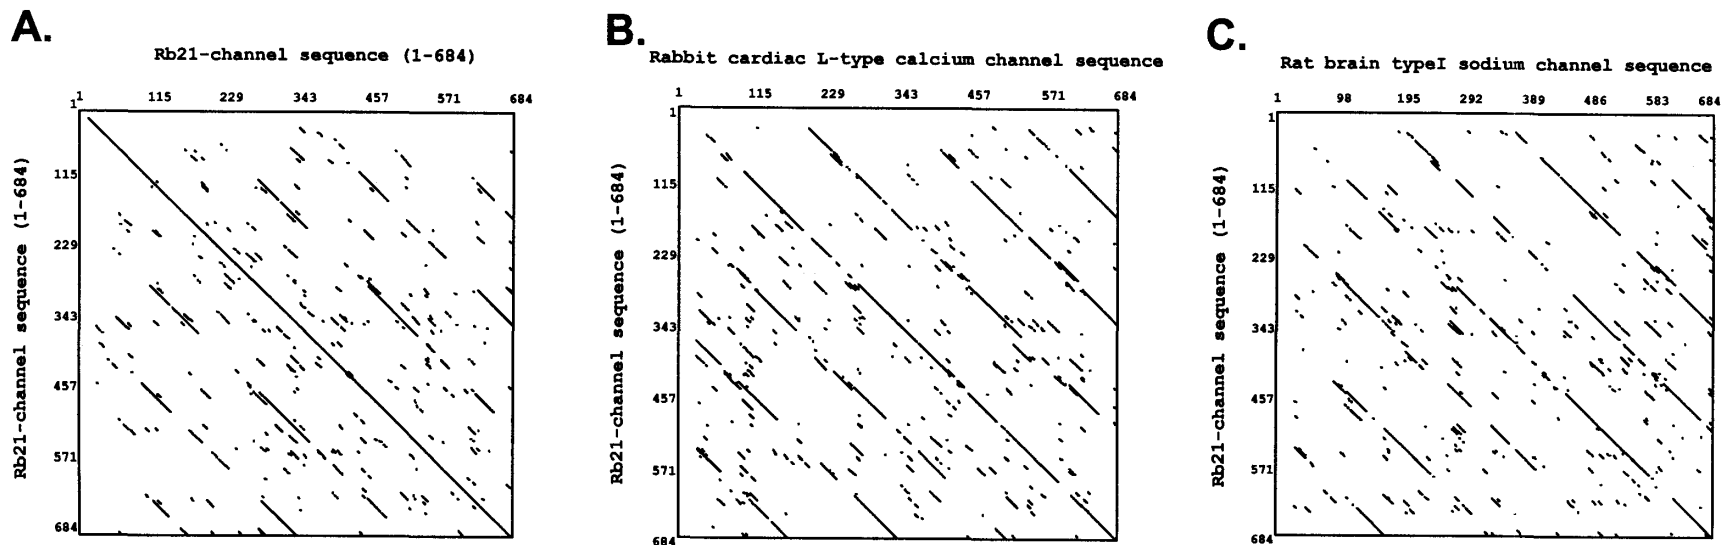 A.
Rb21-channel sequence (1-684)
1 115 229 343 457 571 684
1
115
229
343
457
571
684
Rb21-channel sequence (1-684)
B.
Rabbit cardiac L-type calcium channel sequence
1 115 229 343 457 571 684
1
115
229
343
457
571
684
Rb21-channel sequence (1-684)
C.
Rat brain typeI sodium channel sequence
1 98 195 292 389 486 583 684
1
115
229
343
457
571
684
Rb21-channel sequence (1-684)